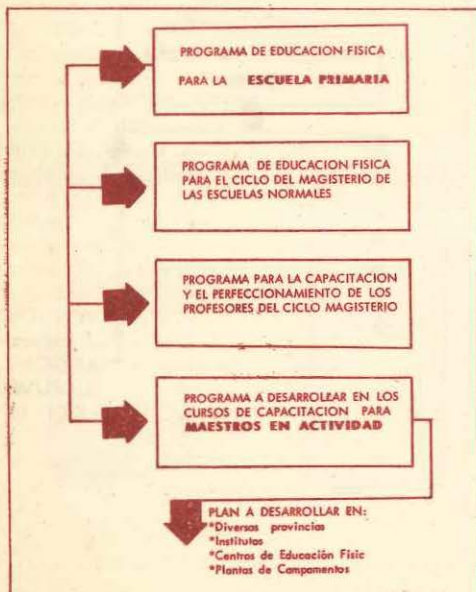 PROGRAMA DE EDUCACION FISICA
PARA LA ESCUELA PRIMARIA
PROGRAMA DE EDUCACION FISICA
PARA EL CICLO DEL MAGISTERIO DE
LAS ESCUELAS NORMALES
PROGRAMA PARA LA CAPACITACION
Y EL PERFECCIONAMIENTO DE LOS
PROFESORES DEL CICLO MAGISTERIO
PROGRAMA A DESARROLLAR EN LOS
CURSOS DE CAPACITACION PARA
MAESTROS EN ACTIVIDAD
PLAN A DESARROLLAR EN:
*Diversas provincias
*Institutos
*Centros de Educación Físic
*Plantas de Campamentos